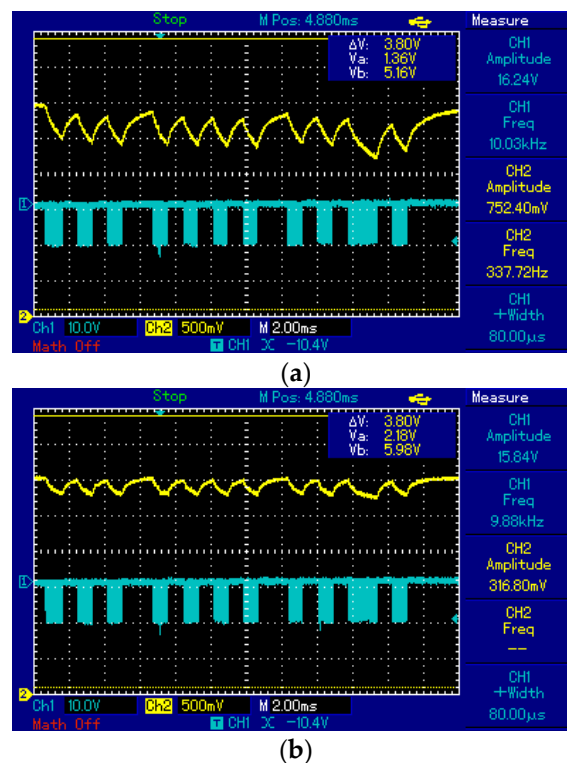 Stop M Pos: 4.880ms Measure
ΔV: 3.80V
Va: 1.36V
Vb: 5.16V
CH1
Amplitude
16.24V
CH1
Freq
10.03kHz
CH2
Amplitude
752.40mV
CH2
Freq
337.72Hz
CH1
+Width
80.00µs
1
2
Ch1 10.0V Ch2 500mV M 2.00ms
Math Off T CH1 -10.4V
(a)
Stop M Pos: 4.880ms Measure
ΔV: 3.80V
Va: 2.18V
Vb: 5.98V
CH1
Amplitude
15.84V
CH1
Freq
9.88kHz
CH2
Amplitude
316.80mV
CH2
Freq
--
CH1
+Width
80.00µs
1
2
Ch1 10.0V Ch2 500mV M 2.00ms
Math Off T CH1 -10.4V
(b)